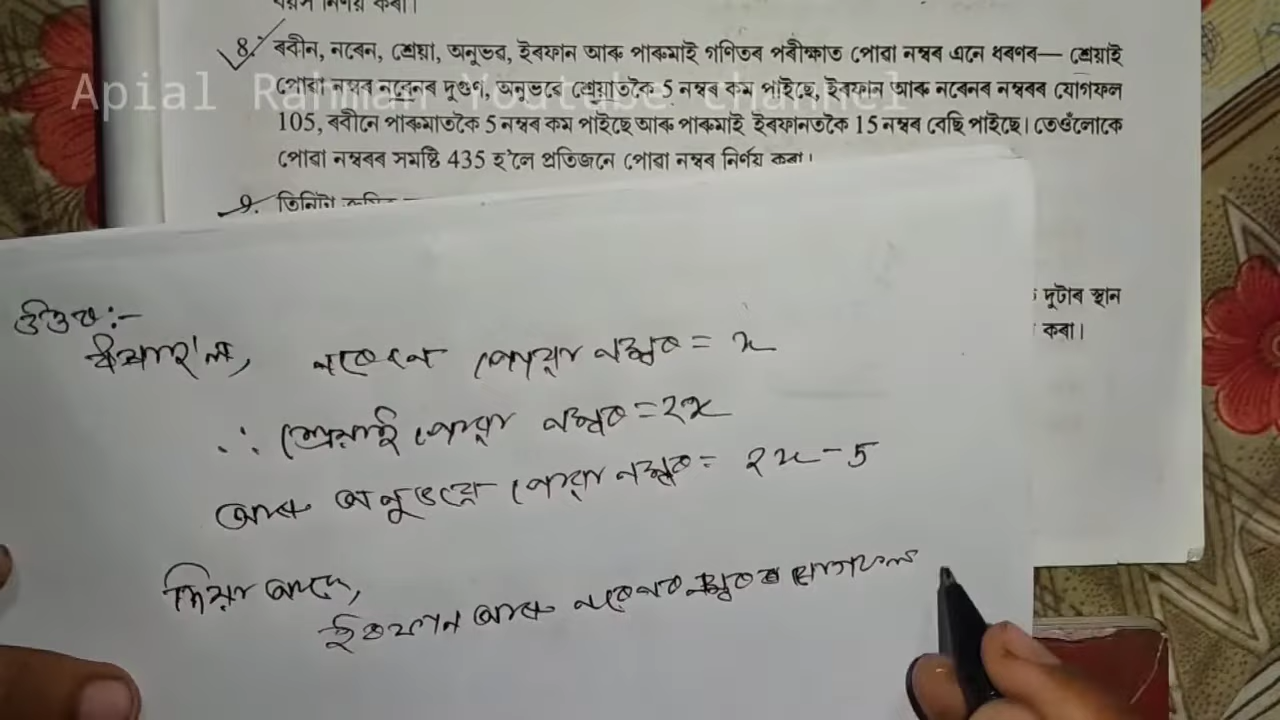 বয়স নিৰ্ণয় কৰা।
8. ৰবীন, নৰেন, শ্ৰেয়া, অনুভৱ, ইৰফান আৰু পাৰুমাই গণিতৰ পৰীক্ষাত পোৱা নম্বৰ এনে ধৰণৰ— শ্ৰেয়াই
পোৱা নম্বৰ নৰেনৰ দুগুণ, অনুভৱে শ্ৰেয়াতকৈ 5 নম্বৰ কম পাইছে, ইৰফান আৰু নৰেনৰ নম্বৰৰ যোগফল
Apial Rahman Youtube channel
105, ৰবীনে পাৰুমাতকৈ 5 নম্বৰ কম পাইছে আৰু পাৰুমাই ইৰফানতকৈ 15 নম্বৰ বেছি পাইছে। তেওঁলোকে
পোৱা নম্বৰৰ সমষ্টি 435 হ'লে প্ৰতিজনে পোৱা নম্বৰ নিৰ্ণয় কৰা।
9. তিনিটা
দুটাৰ স্থান
কৰা।
উত্তৰ:-
ধৰাহ'ল, নৰেনে পোৱা নম্বৰ = x
∴ শ্ৰেয়াই পোৱা নম্বৰ = 2x
আৰু অনুভৱে পোৱা নম্বৰ = 2x - 5
দিয়া আছে,
ইৰফান আৰু নৰেনৰ নম্বৰৰ যোগফল